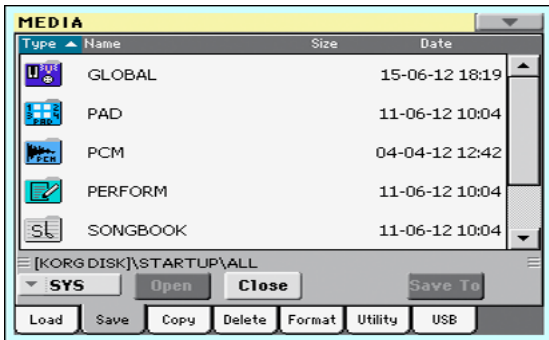 MEDIA
Type Name Size Date
GLOBAL 15-06-12 18:19
PAD 11-06-12 10:04
PCM 04-04-12 12:42
PERFORM 11-06-12 10:04
SONGBOOK 11-06-12 10:04
[KORG DISK]\STARTUP\ALL
SYS Open Close Save To
Load Save Copy Delete Format Utility USB